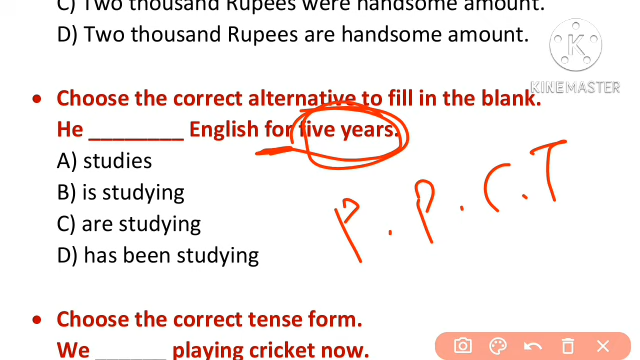 C) Two thousand Rupees were handsome amount.
D) Two thousand Rupees are handsome amount.
K
KINEMASTER
• Choose the correct alternative to fill in the blank.
He ________ English for five years.
A) studies
B) is studying
C) are studying
D) has been studying
P.P.C.T
• Choose the correct tense form.
We ______ playing cricket now.